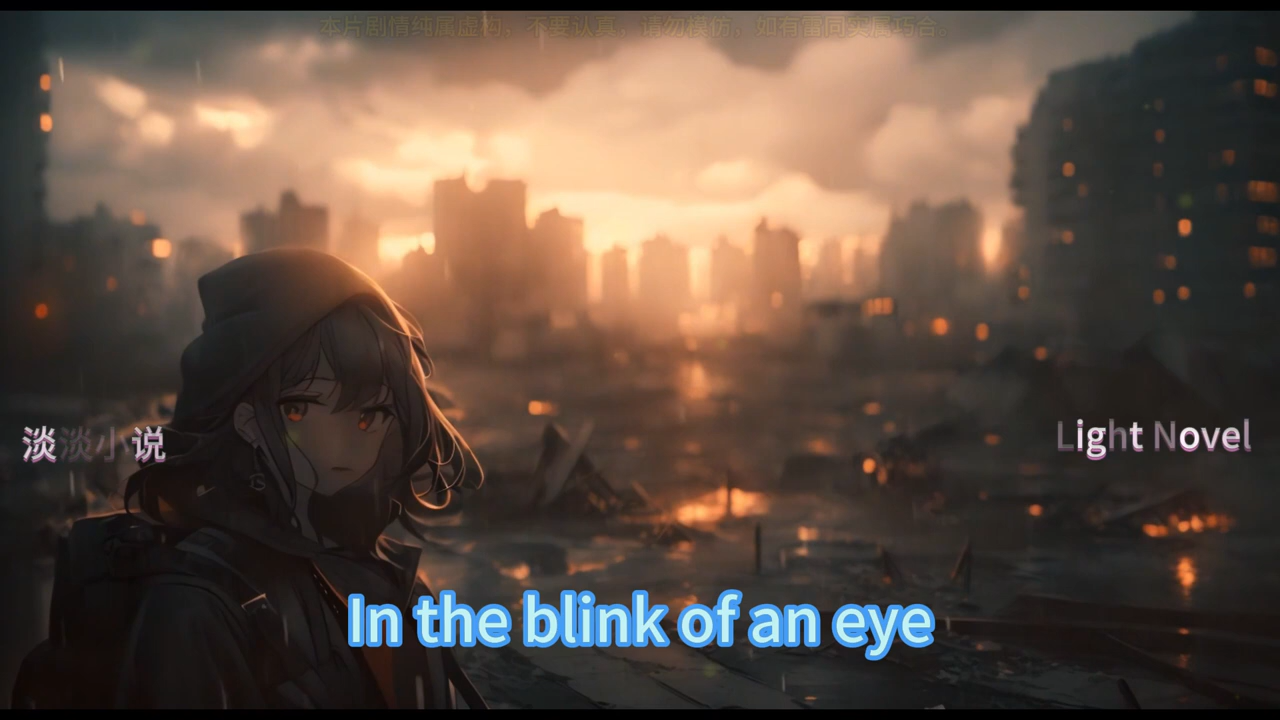 本片剧情纯属虚构，不要认真，请勿模仿，如有雷同实属巧合。
淡淡小说
Light Novel
In the blink of an eye